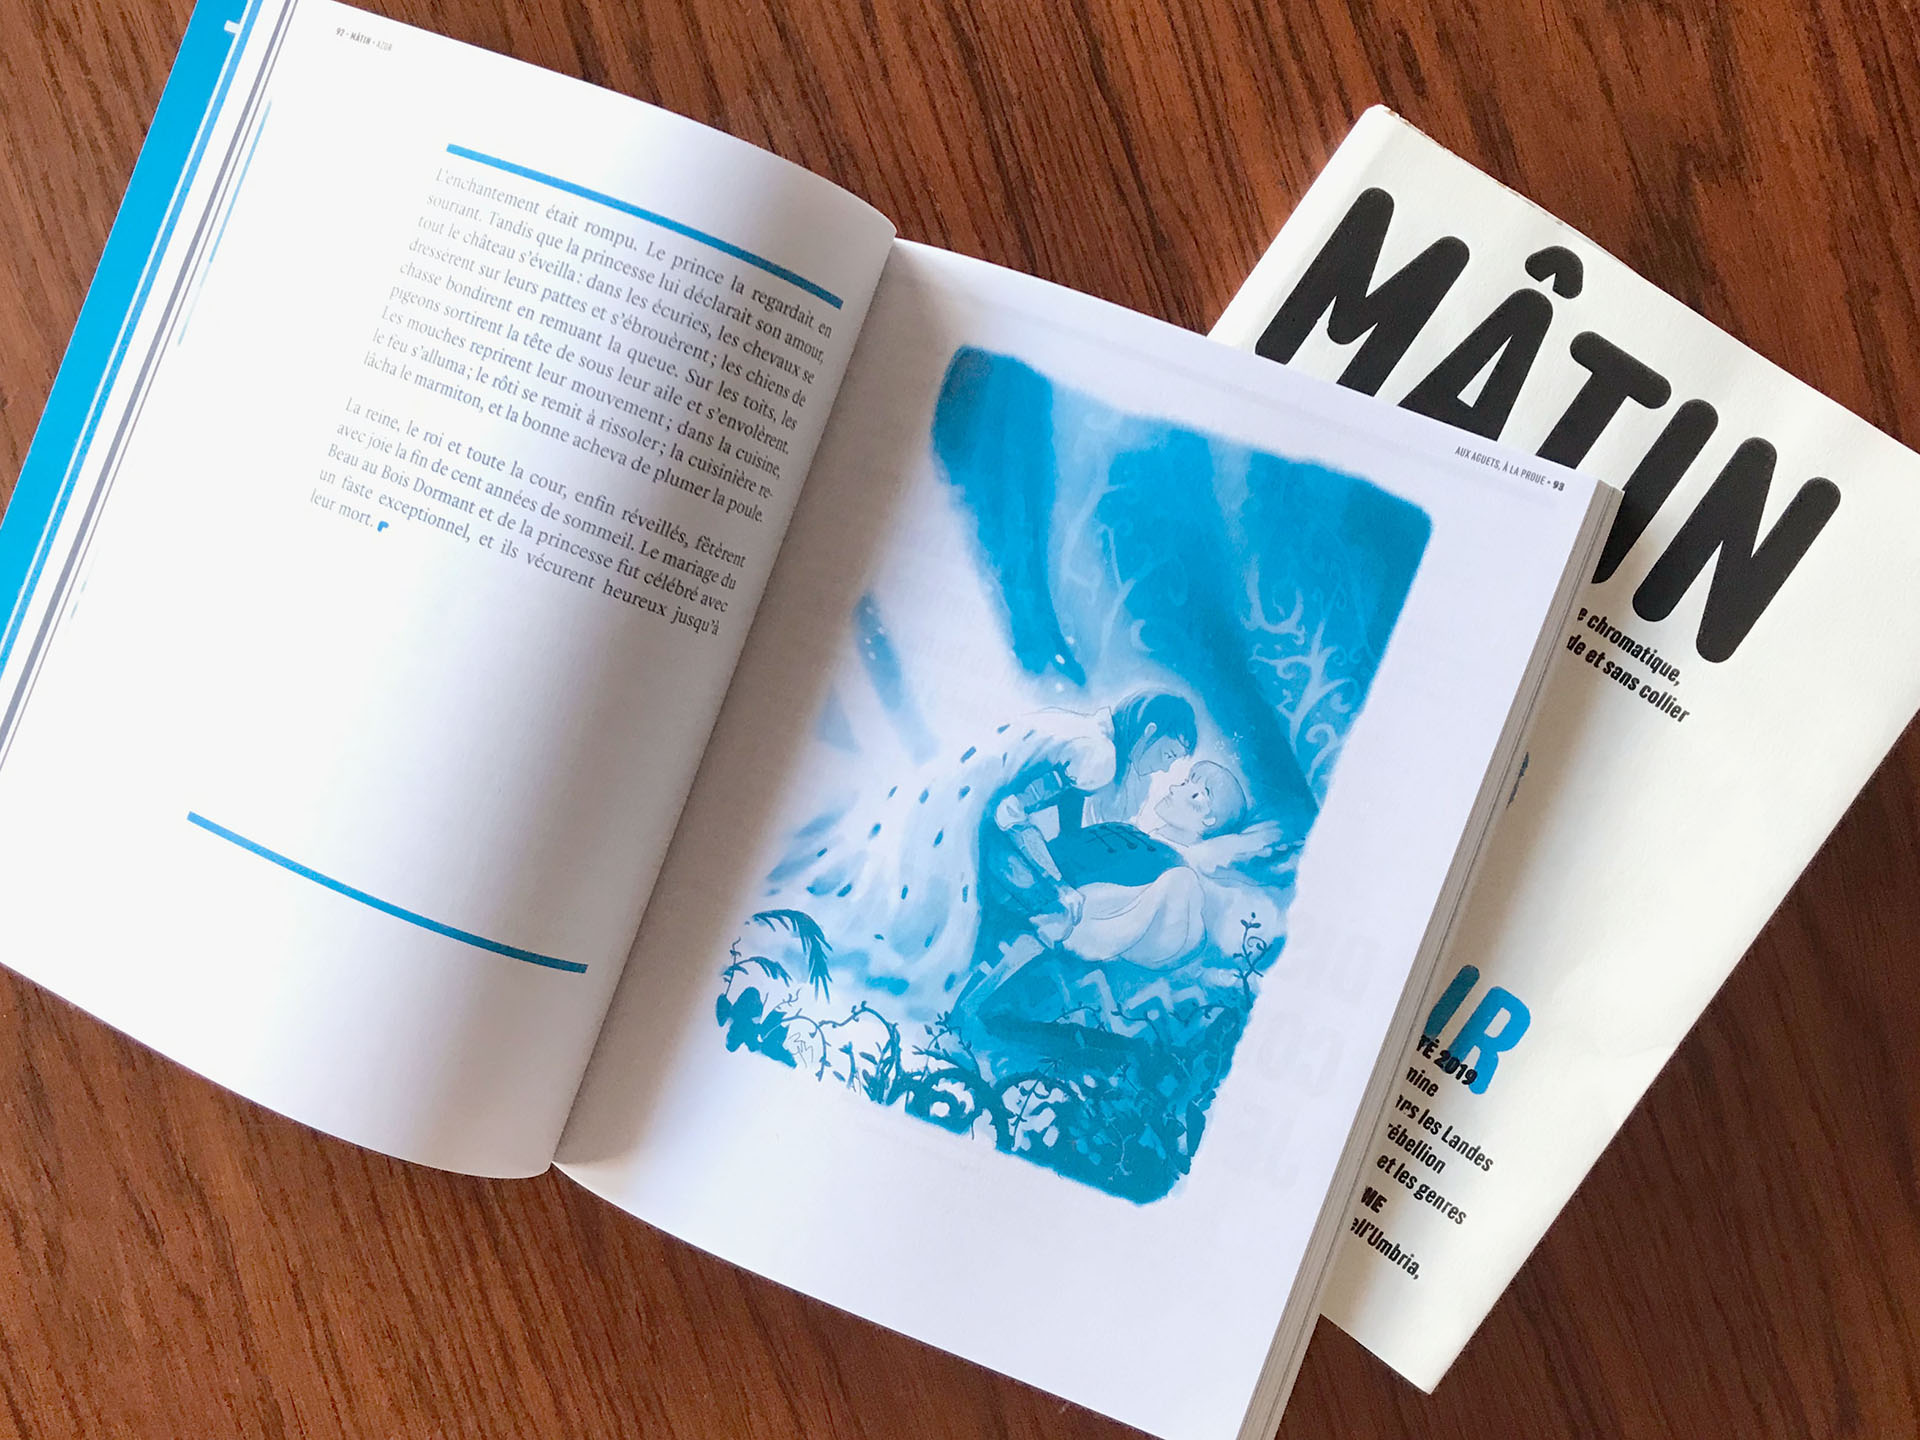 92 • MÂTIN • AZUR
L'enchantement était rompu. Le prince la regardait en
souriant. Tandis que la princesse lui déclarait son amour,
tout le château s'éveilla : dans les écuries, les chevaux se
dressèrent sur leurs pattes et s'ébrouèrent ; les chiens de
chasse bondirent en remuant la queue. Sur les toits, les
pigeons sortirent la tête de sous leur aile et s'envolèrent.
Les mouches reprirent leur mouvement ; dans la cuisine,
le feu s'alluma ; le rôti se remit à rissoler ; la cuisinière re-
lâcha le marmiton, et la bonne acheva de plumer la poule.
La reine, le roi et toute la cour, enfin réveillés, fêtèrent
avec joie la fin de cent années de sommeil. Le mariage du
Beau au Bois Dormant et de la princesse fut célébré avec
un faste exceptionnel, et ils vécurent heureux jusqu'à
leur mort.
AUX AGUETS, À LA PROUE • 93
MÂTIN
e chromatique,
de et sans collier
IR
TÉ 2019
mine
ers les Landes
rébellion
et les genres
ME
ell'Umbria,